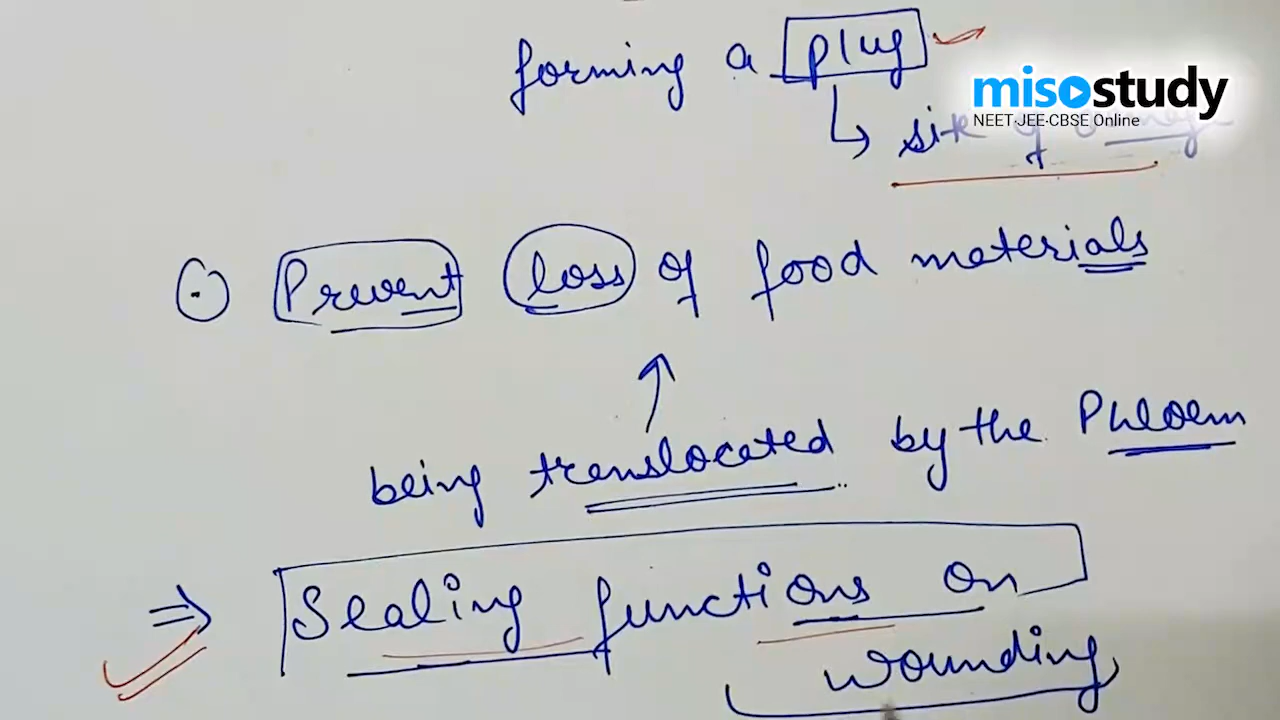 forming a plug
misostudy
NEET·JEE·CBSE Online
site of
Prevent loss of food materials
being translocated by the Phloem
⇒ Sealing functions on
wounding